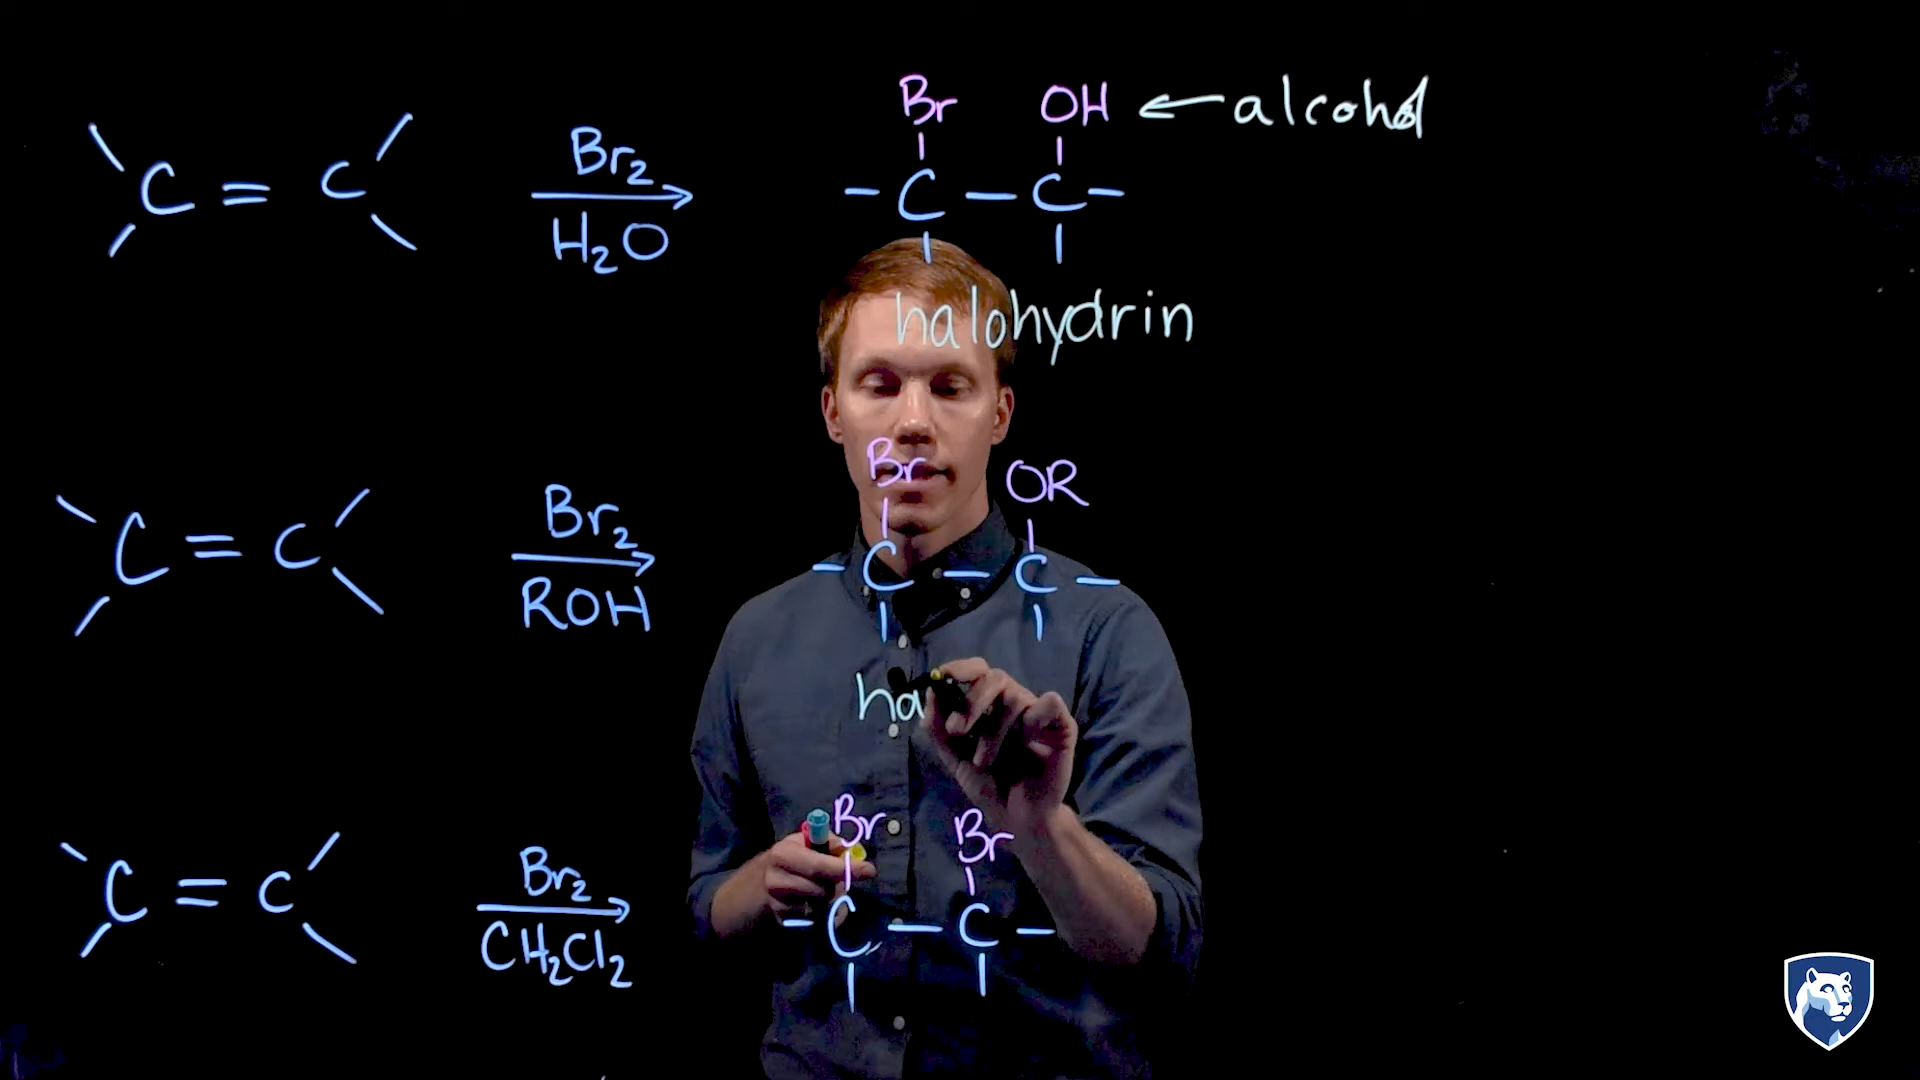 Br OH ← alcohol
C = C Br₂ — C — C —
H₂O
halohydrin
Br OR
C = C Br₂ — C — C —
ROH
ha
Br Br
C = C Br₂ — C — C —
CH₂Cl₂